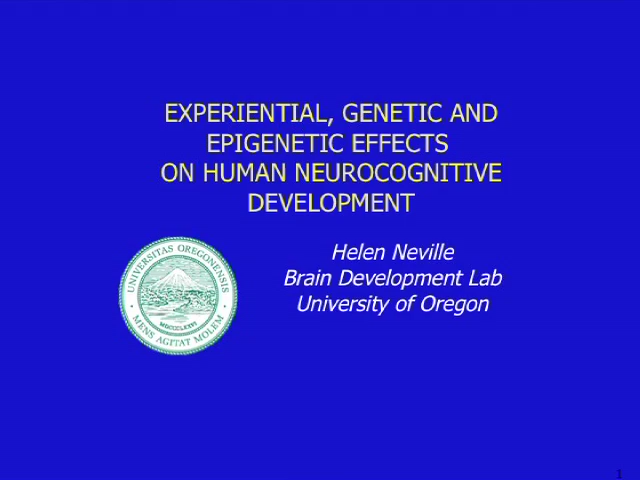 EXPERIENTIAL, GENETIC AND
EPIGENETIC EFFECTS
ON HUMAN NEUROCOGNITIVE
DEVELOPMENT
Helen Neville
Brain Development Lab
University of Oregon
UNIVERSITAS OREGONENSIS
MDCCCLXXVI
MENS AGITAT MOLEM
1